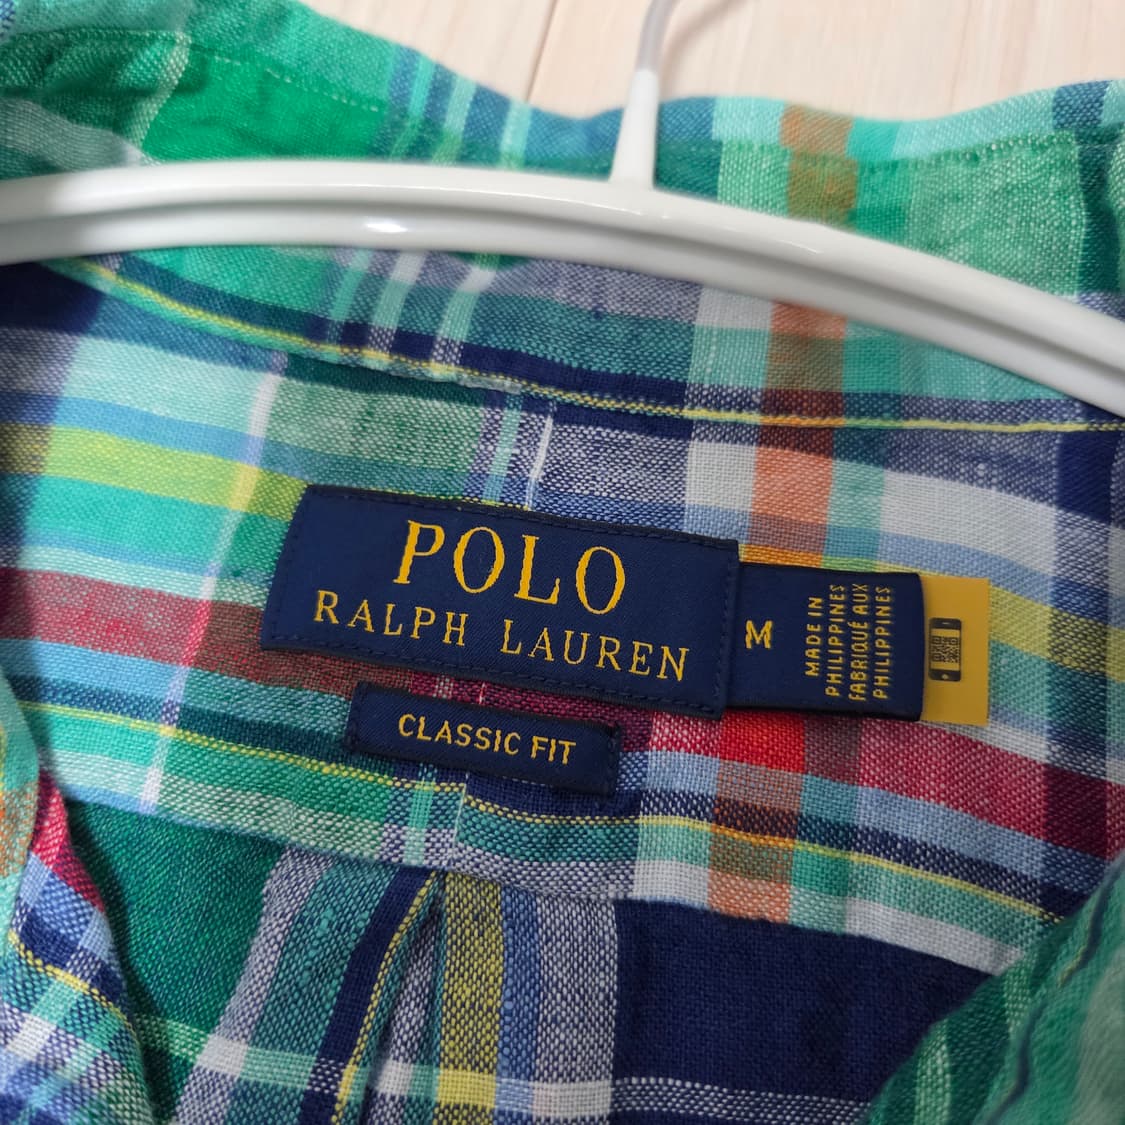 POLO
RALPH LAUREN
M
MADE IN
PHILIPPINES
FABRIQUÉ AUX
PHILIPPINES
CLASSIC FIT